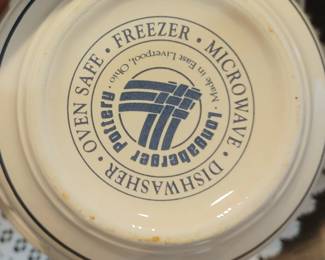 OVEN SAFE · FREEZER · MICROWAVE · DISHWASHER ·
Longaberger Pottery
· Made in East Liverpool, Ohio ·